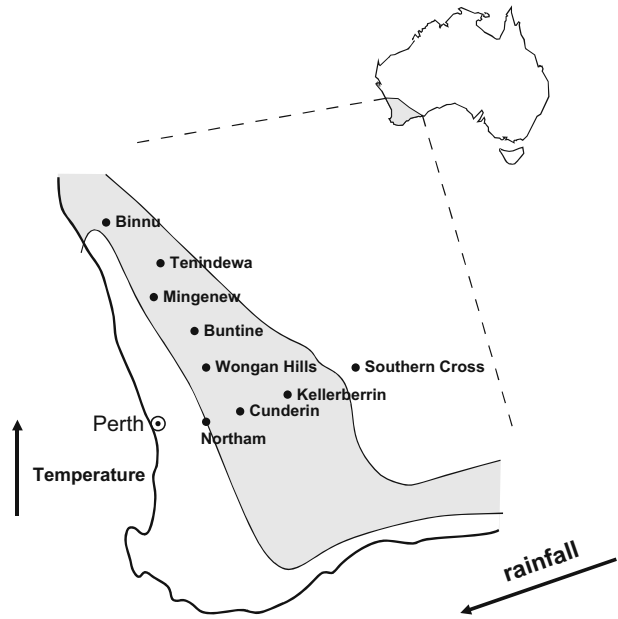 Binnu
Tenindewa
Mingenew
Buntine
Wongan Hills
Southern Cross
Kellerberrin
Cunderin
Perth
Northam
Temperature
rainfall